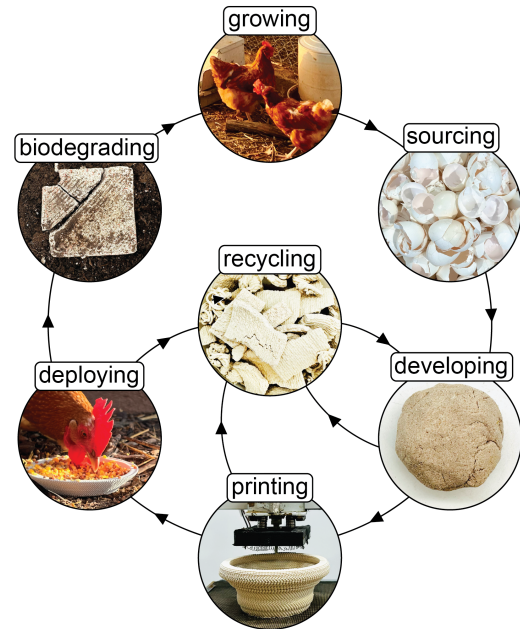 growing
sourcing
biodegrading
recycling
developing
deploying
printing